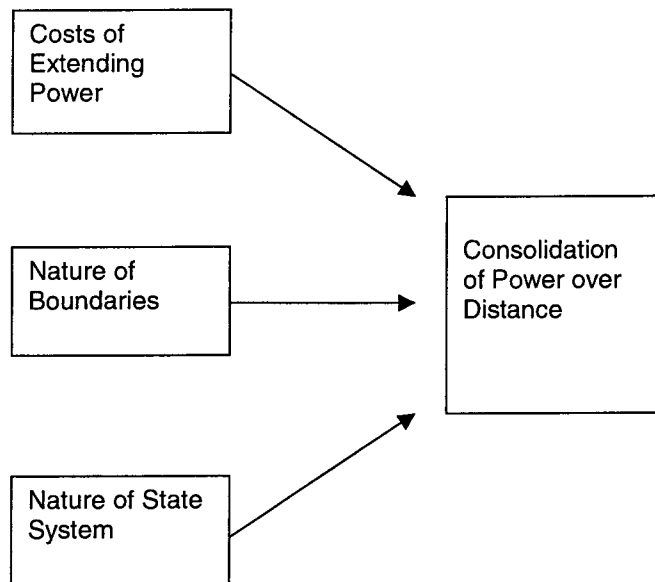 Costs of
Extending
Power
Nature of
Boundaries
Consolidation
of Power over
Distance
Nature of State
System